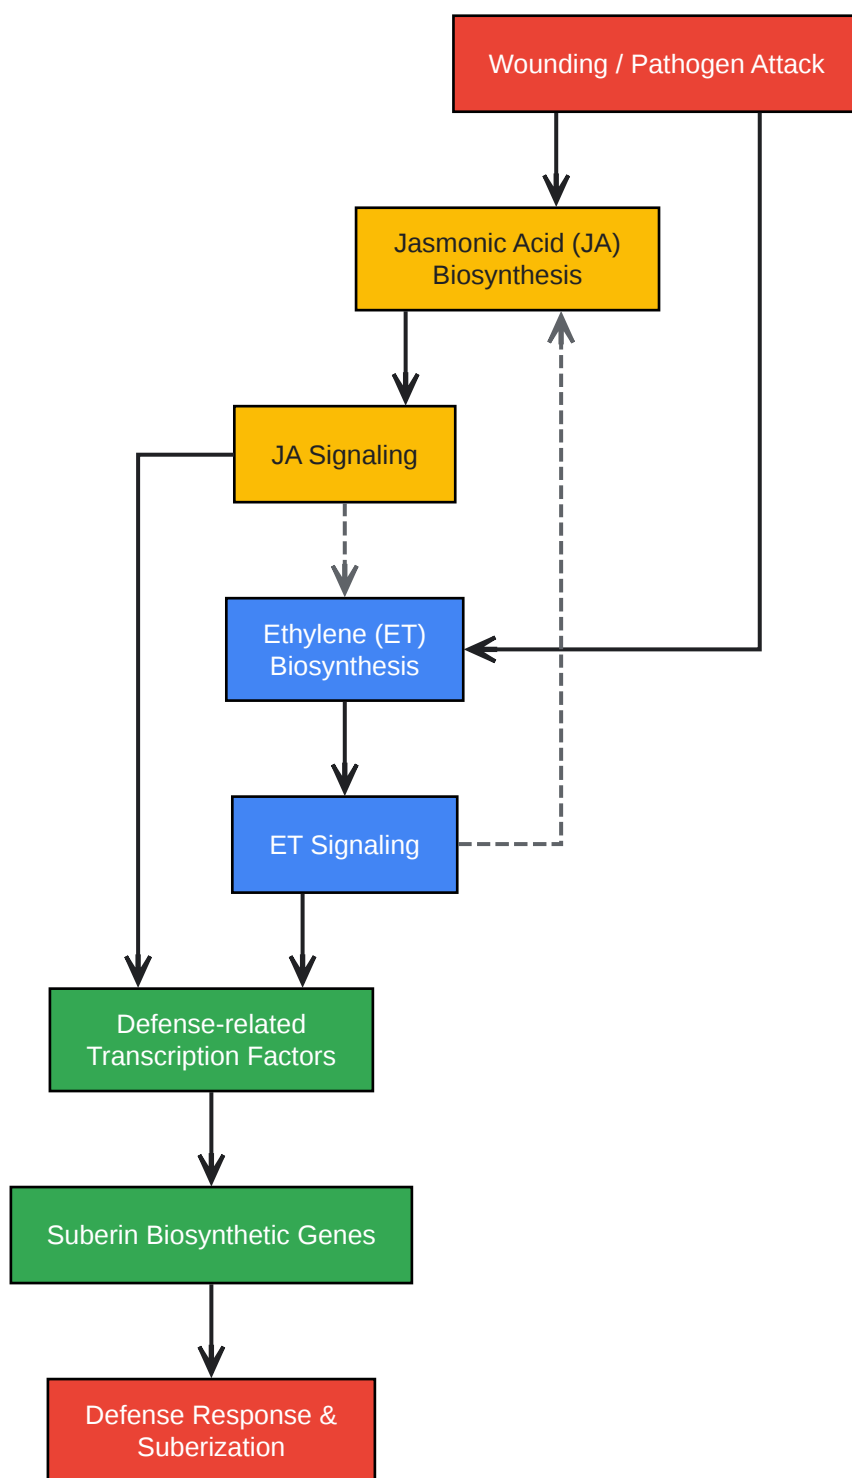 Wounding / Pathogen Attack
Jasmonic Acid (JA)
Biosynthesis
JA Signaling
Ethylene (ET)
Biosynthesis
ET Signaling
Defense-related
Transcription Factors
Suberin Biosynthetic Genes
Defense Response &
Suberization